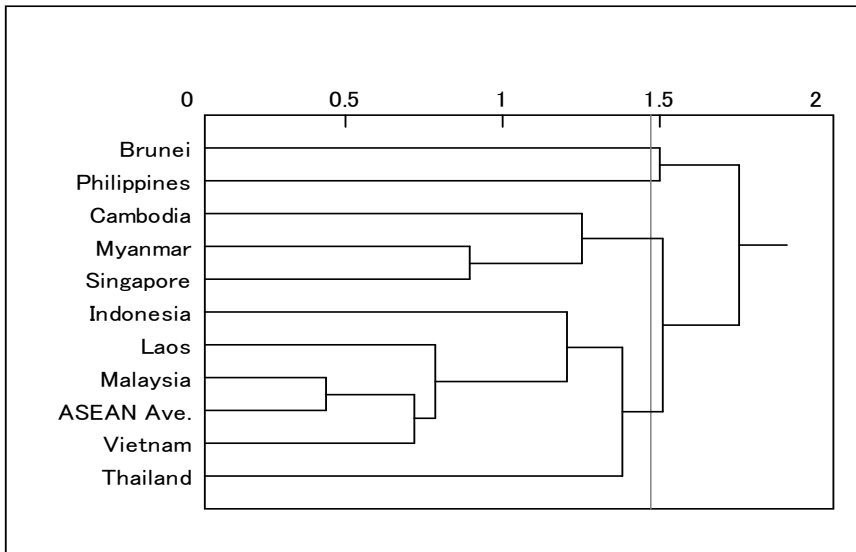 0 0.5 1 1.5 2
Brunei
Philippines
Cambodia
Myanmar
Singapore
Indonesia
Laos
Malaysia
ASEAN Ave.
Vietnam
Thailand